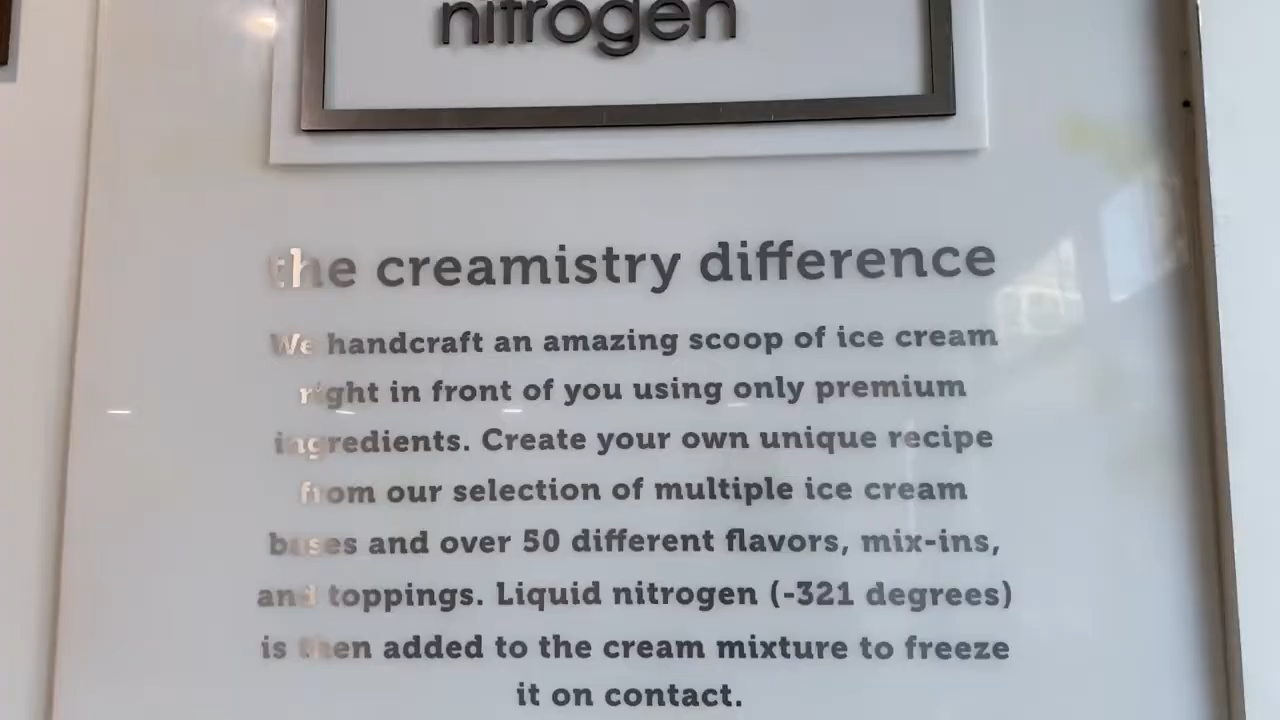 nitrogen
the creamistry difference
We handcraft an amazing scoop of ice cream
right in front of you using only premium
ingredients. Create your own unique recipe
from our selection of multiple ice cream
bases and over 50 different flavors, mix-ins,
and toppings. Liquid nitrogen (-321 degrees)
is then added to the cream mixture to freeze
it on contact.